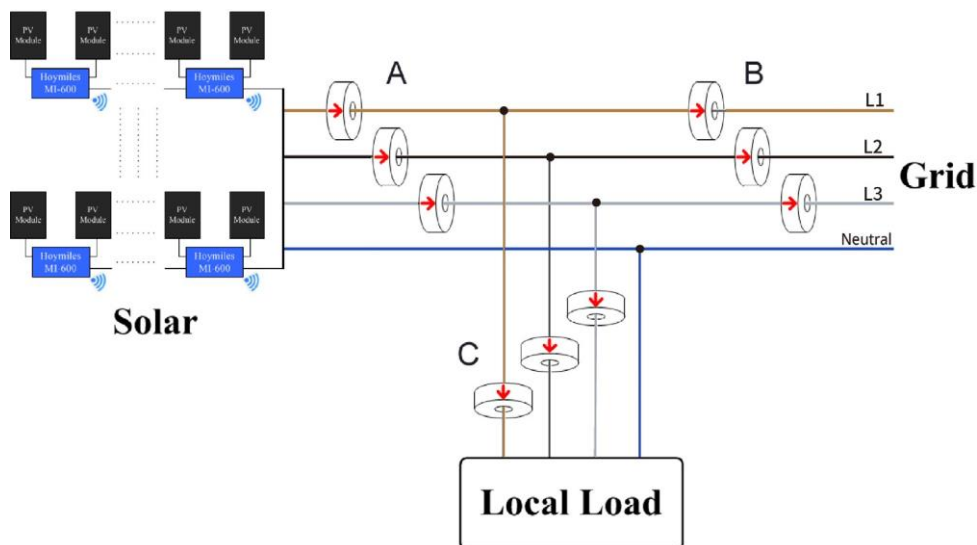 PV
Module
PV
Module
PV
Module
PV
Module
Hoymiles
MI-600
Hoymiles
MI-600
A
B
L1
L2
L3
Neutral
Grid
PV
Module
PV
Module
PV
Module
PV
Module
Hoymiles
MI-600
Hoymiles
MI-600
Solar
C
Local Load